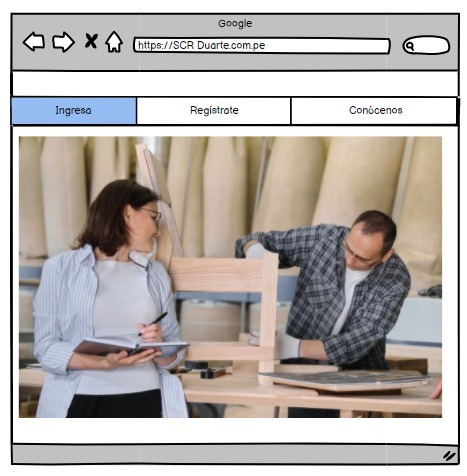 Google
https://SCR Duarte.com.pe
Ingresa
Regístrate
Conócenos